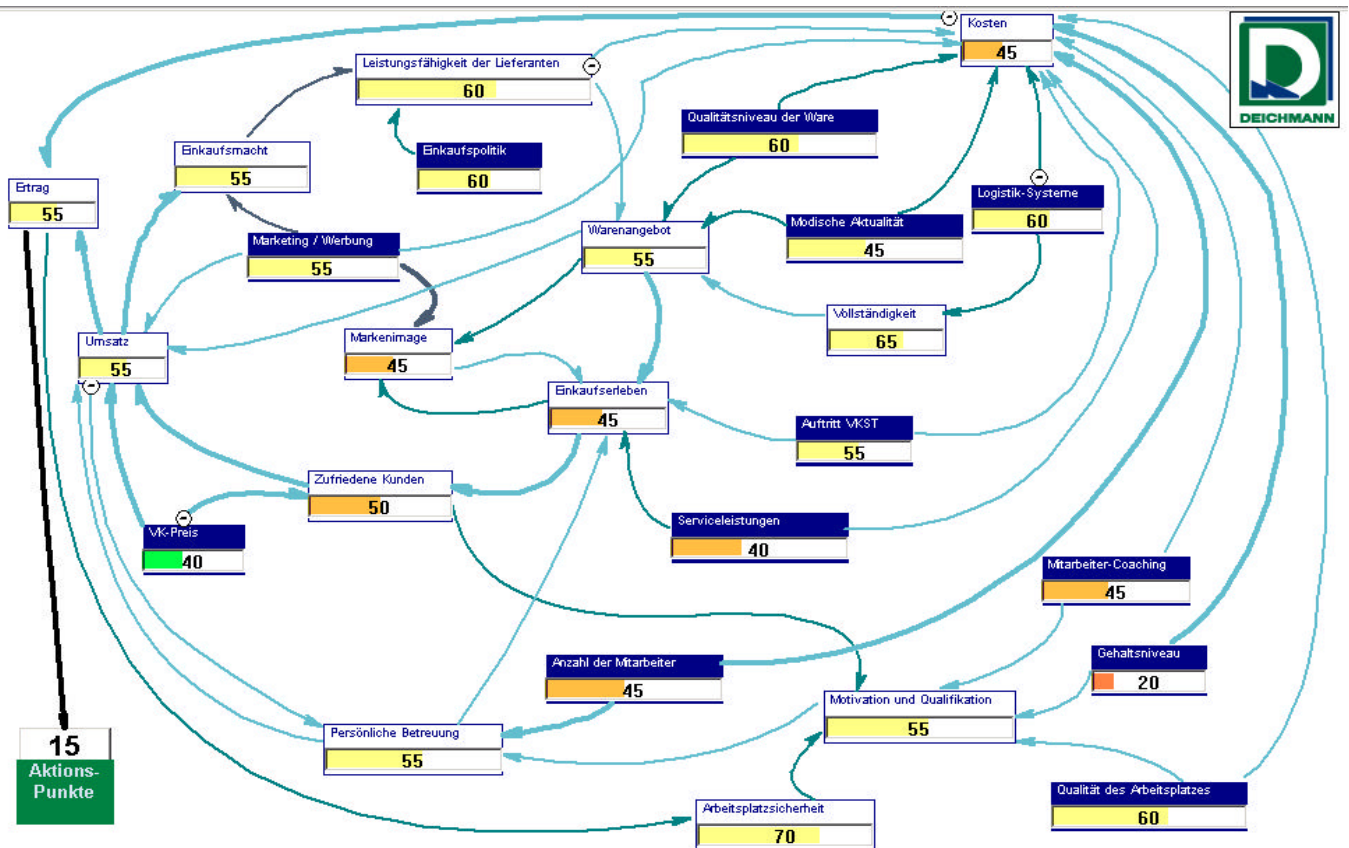 Kosten
45
DEICHMANN
Leistungsfähigkeit der Lieferanten
60
Qualitätsniveau der Ware
60
Einkaufsmacht
55
Einkaufspolitik
60
Ertrag
55
Logistik-Systeme
60
Modische Aktualität
45
Warenangebot
55
Marketing / Werbung
55
Vollständigkeit
65
Umsatz
55
Markenimage
45
Einkaufserleben
45
Auftritt VKST
55
Zufriedene Kunden
50
Serviceleistungen
40
VK-Preis
40
Mitarbeiter-Coaching
45
Gehaltsniveau
20
Anzahl der Mitarbeiter
45
Motivation und Qualifikation
55
Persönliche Betreuung
55
15
Aktions-
Punkte
Qualität des Arbeitsplatzes
60
Arbeitsplatzsicherheit
70